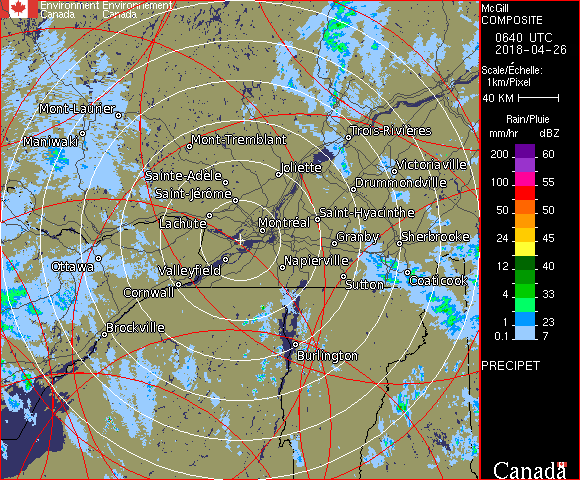 Environment Environnement
Canada Canada
McGill
COMPOSITE
0640 UTC
2018-04-26
Scale/Échelle:
1km/Pixel
40 KM
Rain/Pluie
mm/hr dBZ
200 60
100 55
50 50
24 45
12 40
4 33
1 23
0.1 7
PRECIPET
Canada
Mont-Laurier
Maniwaki
Mont-Tremblant
Trois-Rivières
Sainte-Adèle
Joliette
Victoriaville
Saint-Jérôme
Drummondville
Lachute
Montréal
Saint-Hyacinthe
Granby
Sherbrooke
Ottawa
Valleyfield
Napierville
Cornwall
Sutton
Coaticook
Brockville
Burlington